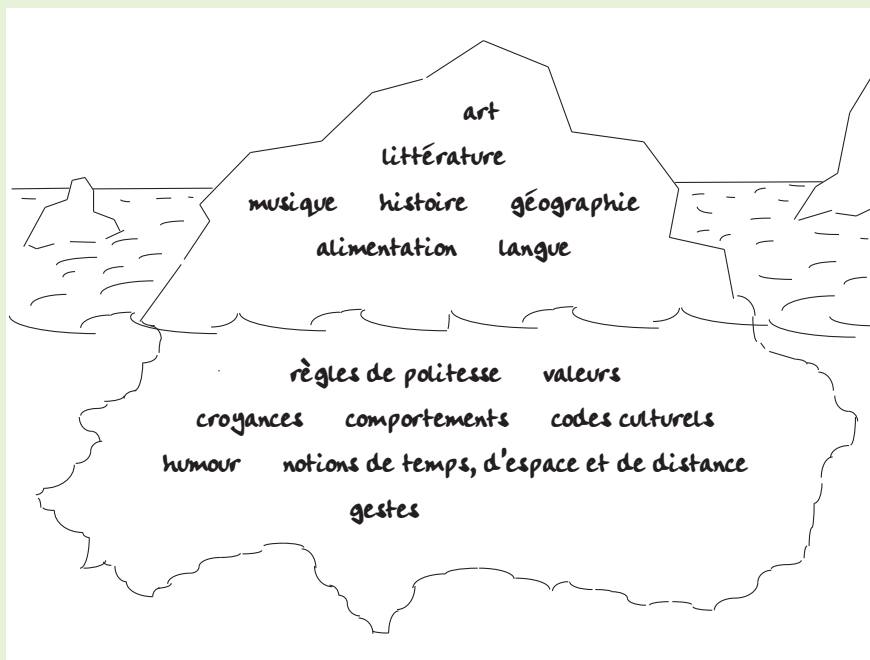 art
littérature
musique histoire géographie
alimentation langue
règles de politesse valeurs
croyances comportements codes culturels
humour notions de temps, d'espace et de distance
gestes